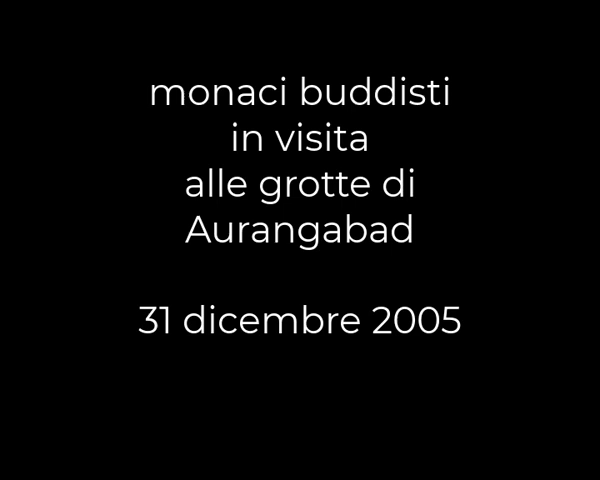 monaci buddisti
in visita
alle grotte di
Aurangabad
31 dicembre 2005